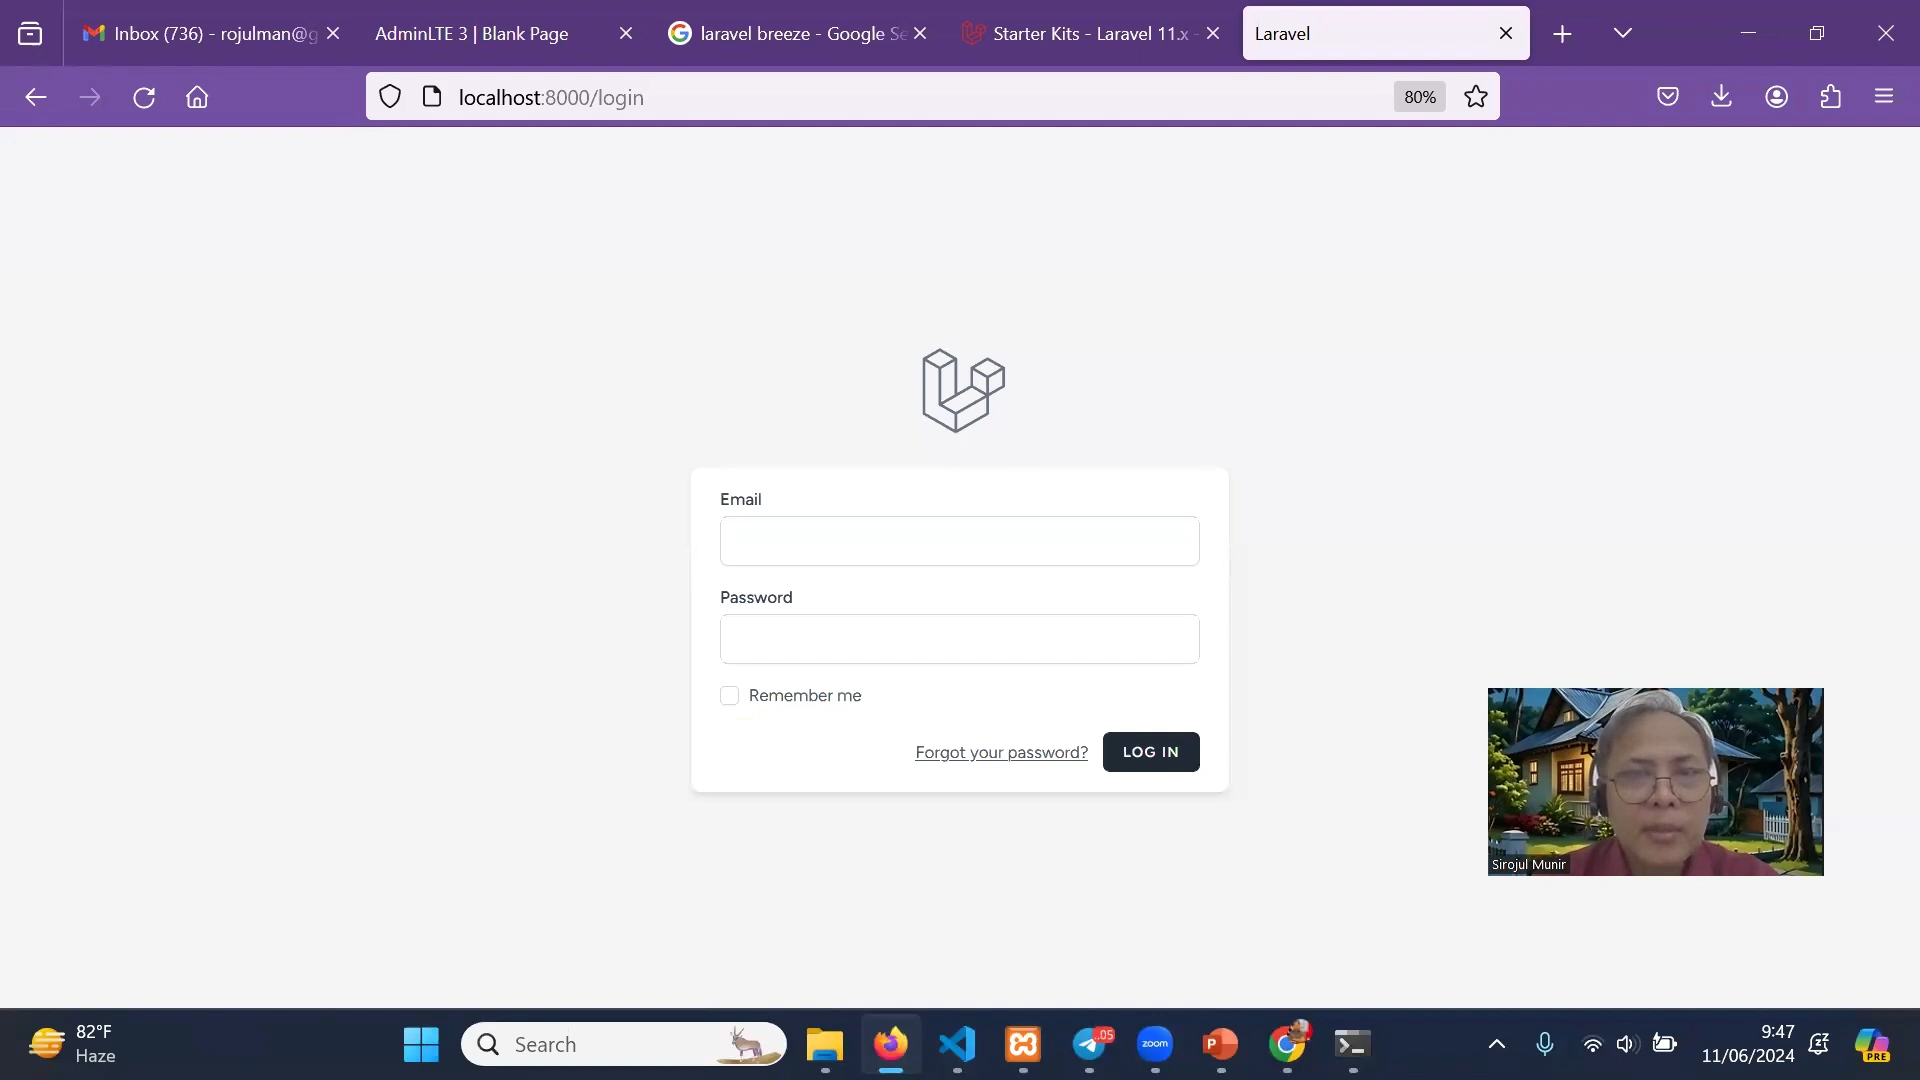 Inbox (736) - rojulman@g
AdminLTE 3 | Blank Page
laravel breeze - Google Se
Starter Kits - Laravel 11.x -
Laravel
localhost:8000/login
80%
Email
Password
Remember me
Forgot your password?
LOG IN
Sirojul Munir
82°F
Haze
Search
.05
zoom
P
9:47
11/06/2024
PRE